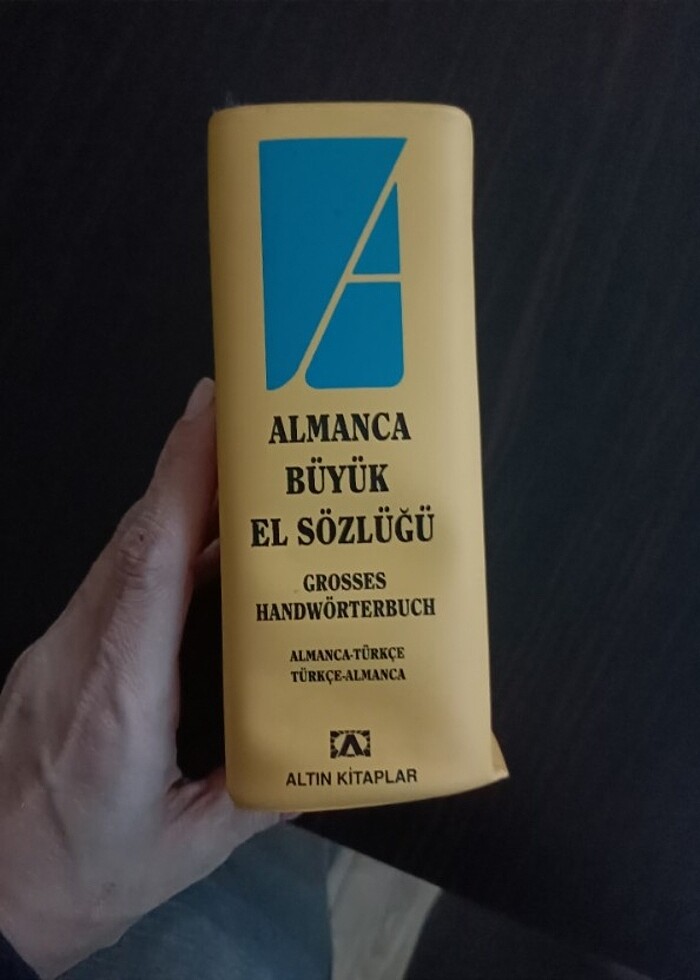 ALMANCA
BÜYÜK
EL SÖZLÜĞÜ
GROSSES
HANDWÖRTERBUCH
ALMANCA-TÜRKÇE
TÜRKÇE-ALMANCA
ALTIN KİTAPLAR